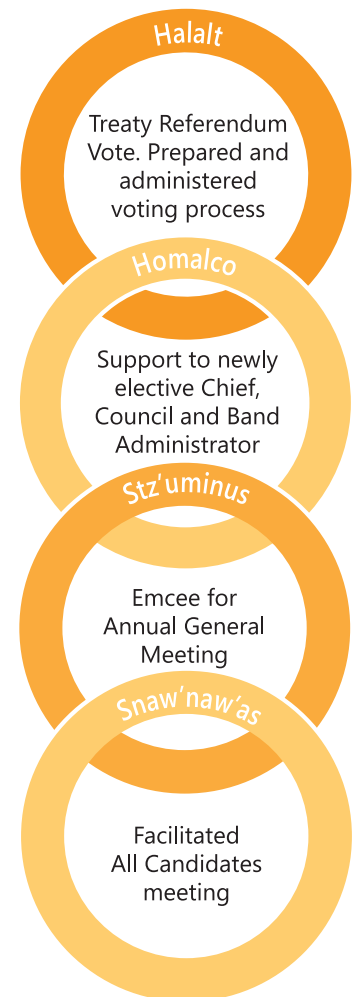 Halalt
Treaty Referendum
Vote. Prepared and
administered
voting process
Homalco
Support to newly
elective Chief,
Council and Band
Administrator
Stz'uminus
Emcee for
Annual General
Meeting
Snaw'naw'as
Facilitated
All Candidates
meeting